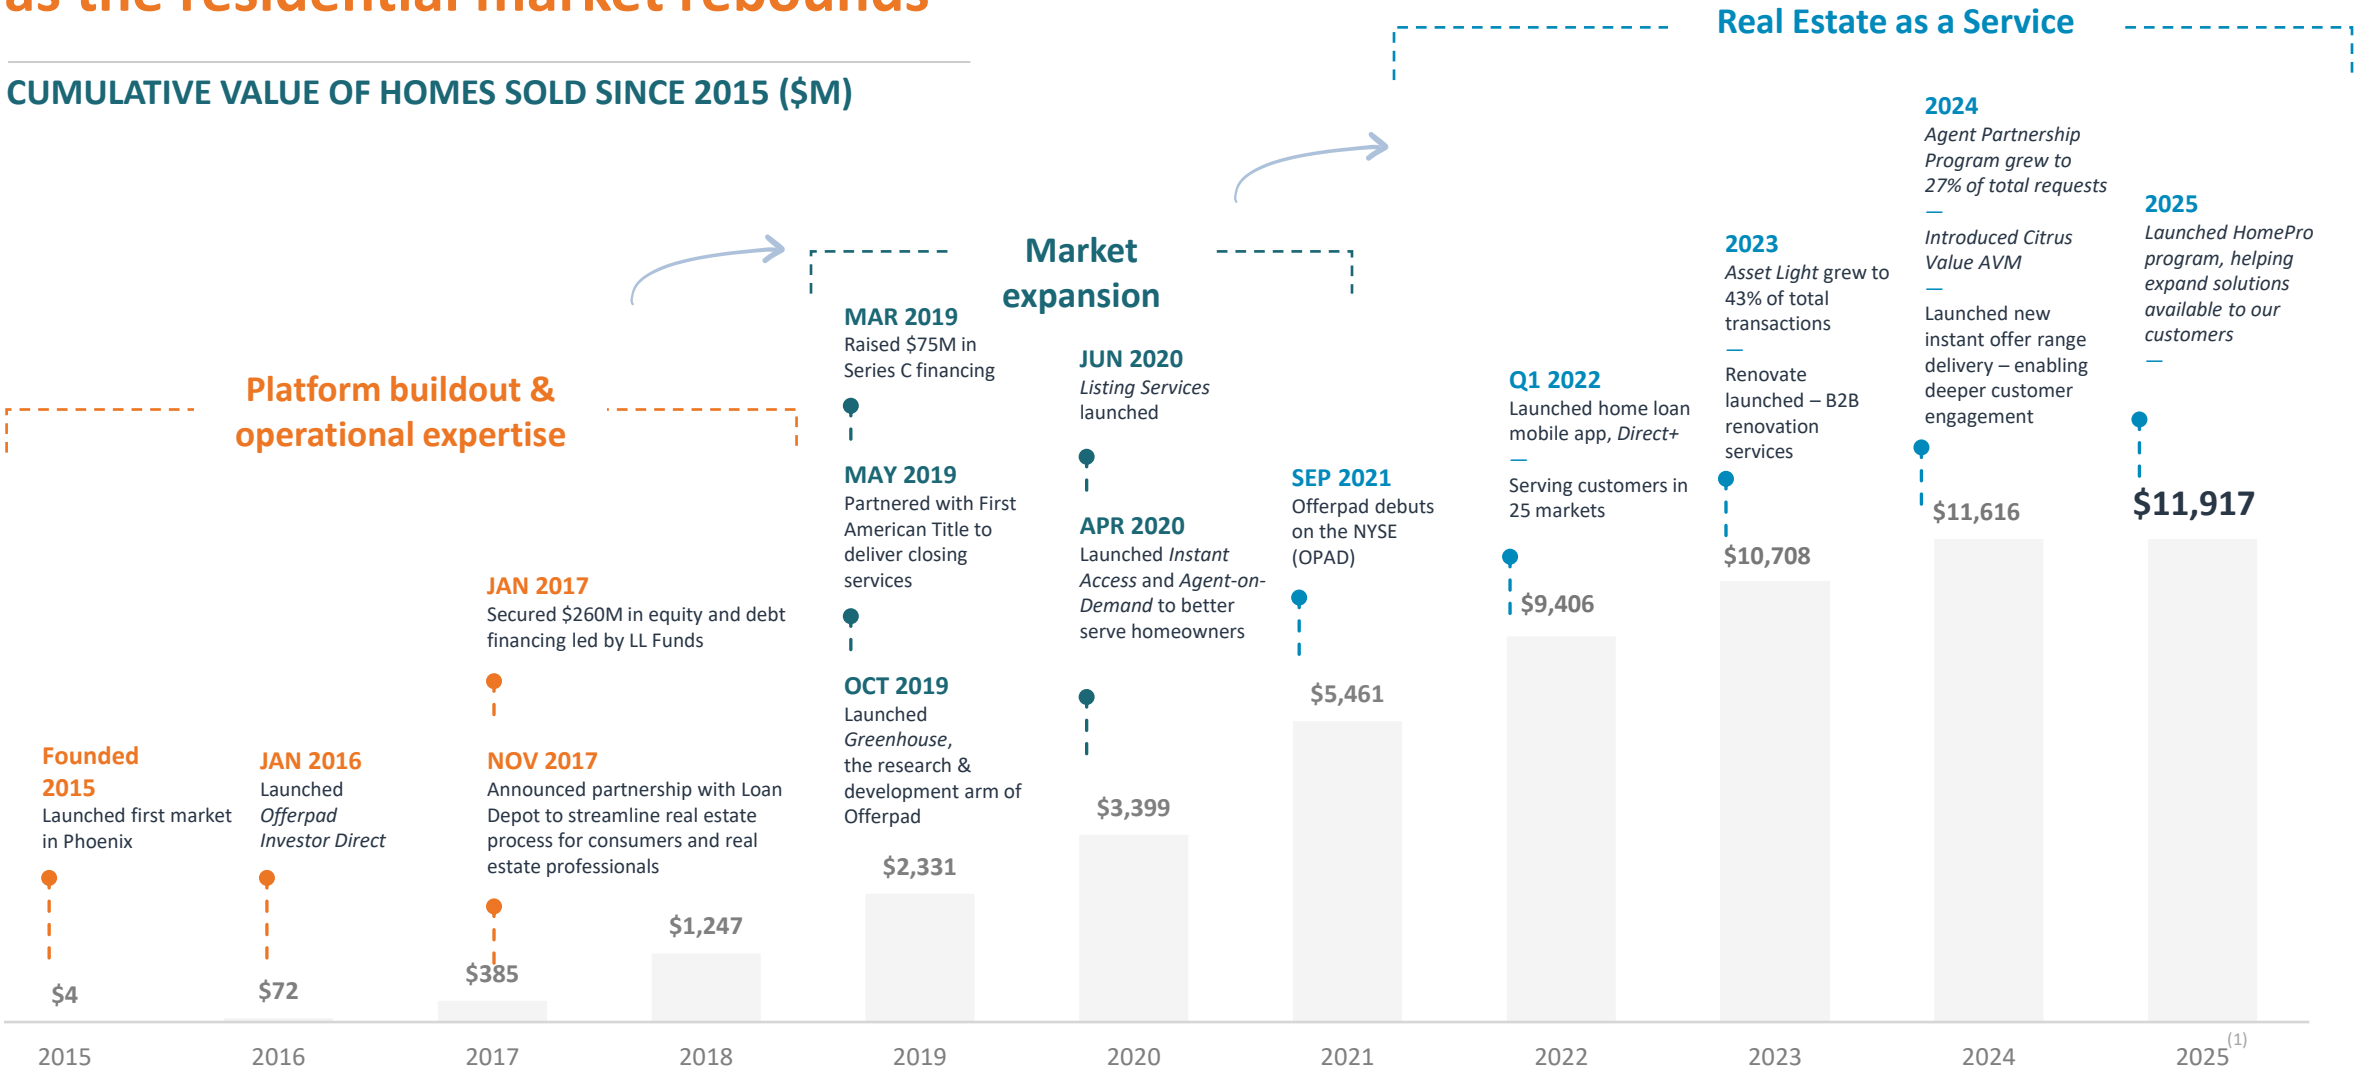 as the residential market rebounds
CUMULATIVE VALUE OF HOMES SOLD SINCE 2015 ($M)
Platform buildout &
operational expertise
Market
expansion
Real Estate as a Service
Founded
2015
Launched first market
in Phoenix
JAN 2016
Launched
Offerpad
Investor Direct
JAN 2017
Secured $260M in equity and debt
financing led by LL Funds
NOV 2017
Announced partnership with Loan
Depot to streamline real estate
process for consumers and real
estate professionals
MAR 2019
Raised $75M in
Series C financing
MAY 2019
Partnered with First
American Title to
deliver closing
services
OCT 2019
Launched
Greenhouse,
the research &
development arm of
Offerpad
JUN 2020
Listing Services
launched
APR 2020
Launched Instant
Access and Agent-on-
Demand to better
serve homeowners
SEP 2021
Offerpad debuts
on the NYSE
(OPAD)
Q1 2022
Launched home loan
mobile app, Direct+
—
Serving customers in
25 markets
2023
Asset Light grew to
43% of total
transactions
—
Renovate
launched – B2B
renovation
services
2024
Agent Partnership
Program grew to
27% of total requests
—
Introduced Citrus
Value AVM
—
Launched new
instant offer range
delivery – enabling
deeper customer
engagement
2025
Launched HomePro
program, helping
expand solutions
available to our
customers
—
$4
$72
$385
$1,247
$2,331
$3,399
$5,461
$9,406
$10,708
$11,616
$11,917
2015
2016
2017
2018
2019
2020
2021
2022
2023
2024
2025(1)